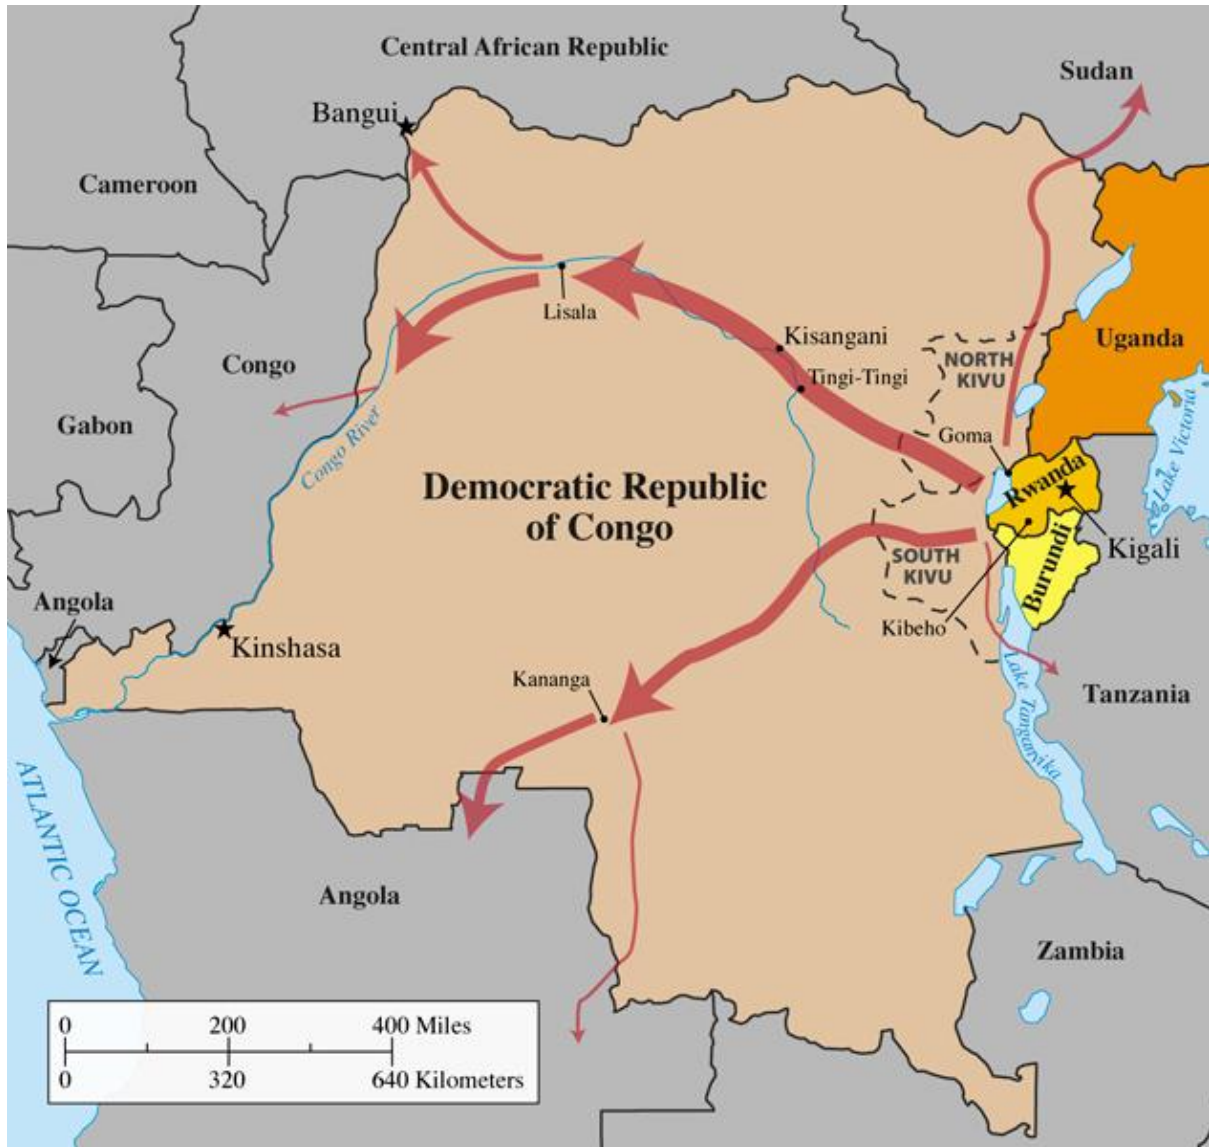 Central African Republic
Sudan
Bangui
Cameroon
Lisala
Kisangani
Uganda
NORTH
KIVU
Congo
Tingi-Tingi
Gabon
Goma
Lake Victoria
Congo River
Rwanda
Democratic Republic
of Congo
Kigali
SOUTH
KIVU
Burundi
Angola
Kibeho
Kinshasa
Kananga
Lake Tanganyika
Tanzania
ATLANTIC OCEAN
Angola
Zambia
0 200 400 Miles
0 320 640 Kilometers